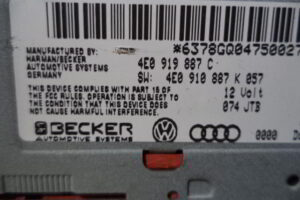 *6378GQ04750027
MANUFACTURED BY:
HARMAN/BECKER
AUTOMOTIVE SYSTEMS
GERMANY
4E0 919 887 C
SW: 4E0 910 887 K 057
THIS DEVICE COMPLIES WITH PART 15 OF
THE FCC RULES. OPERATION IS SUBJECT TO
THE CONDITION THAT THIS DEVICE DOES
NOT CAUSE HARMFUL INTERFERENCE.
12 Volt
074 JTB
BECKER
AUTOMOTIVE SYSTEMS
0000